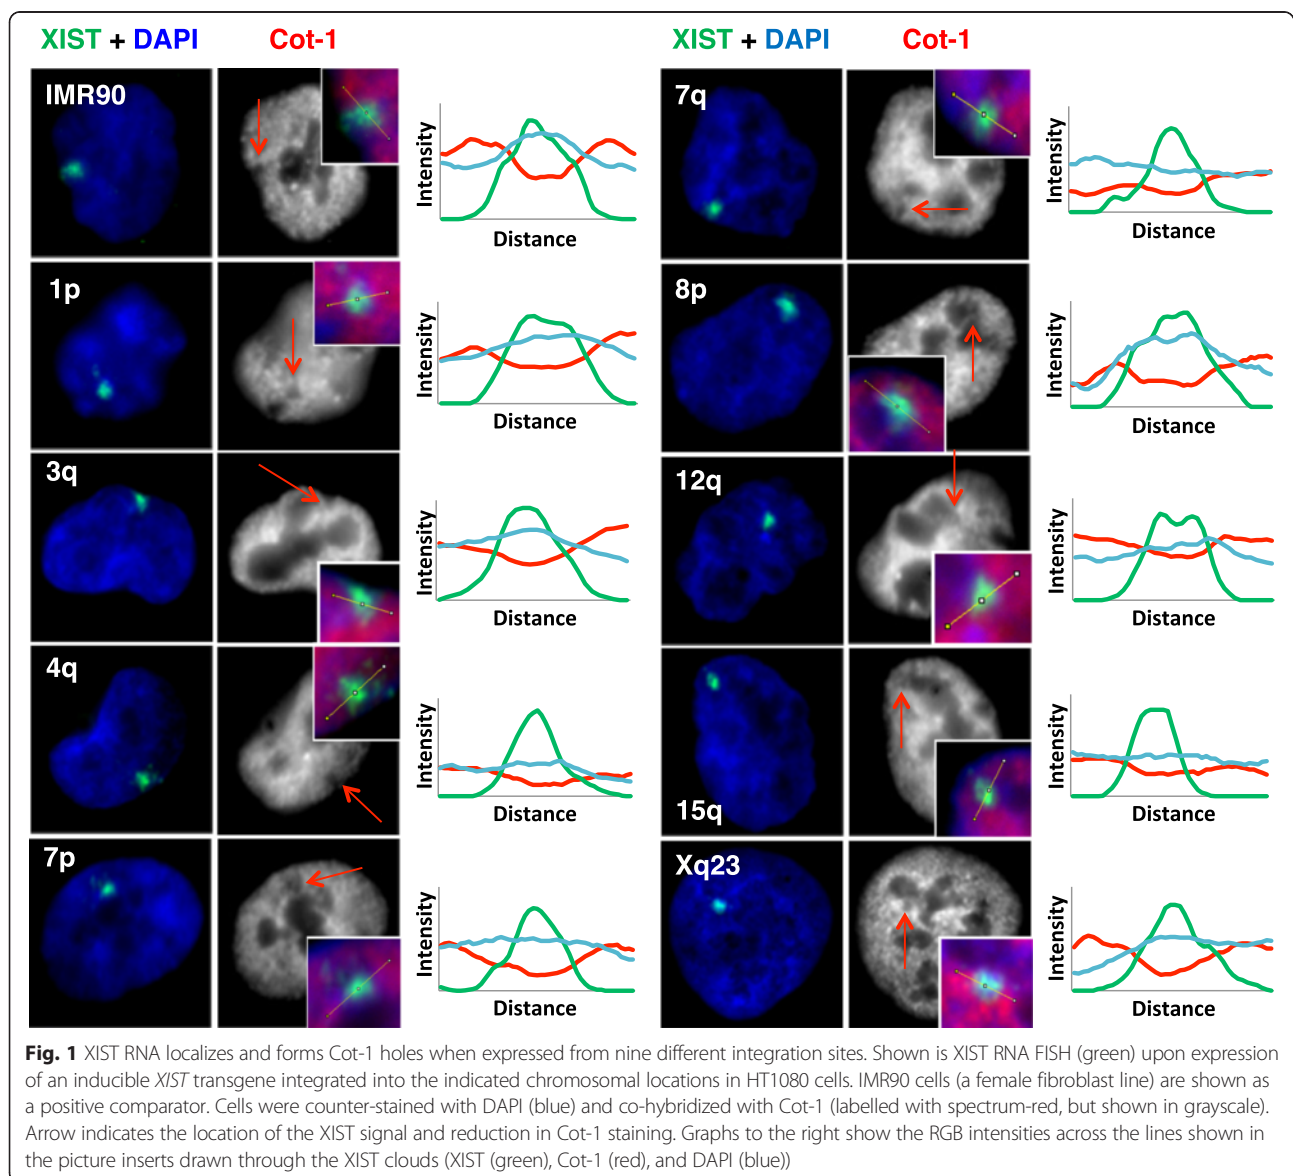 XIST + DAPI
Cot-1
XIST + DAPI
Cot-1
IMR90
Intensity
Distance
7q
Intensity
Distance
1p
Intensity
Distance
8p
Intensity
Distance
3q
Intensity
Distance
12q
Intensity
Distance
4q
Intensity
Distance
15q
Intensity
Distance
7p
Intensity
Distance
Xq23
Intensity
Distance
Fig. 1 XIST RNA localizes and forms Cot-1 holes when expressed from nine different integration sites. Shown is XIST RNA FISH (green) upon expression
of an inducible XIST transgene integrated into the indicated chromosomal locations in HT1080 cells. IMR90 cells (a female fibroblast line) are shown as
a positive comparator. Cells were counter-stained with DAPI (blue) and co-hybridized with Cot-1 (labelled with spectrum-red, but shown in grayscale).
Arrow indicates the location of the XIST signal and reduction in Cot-1 staining. Graphs to the right show the RGB intensities across the lines shown in
the picture inserts drawn through the XIST clouds (XIST (green), Cot-1 (red), and DAPI (blue))